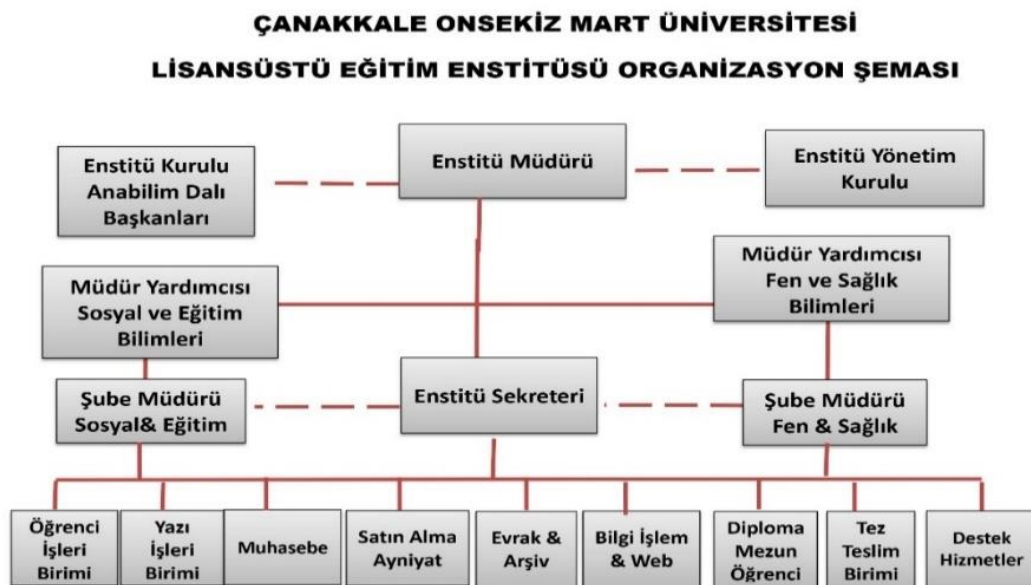 ÇANAKKALE ONSEKİZ MART ÜNİVERSİTESİ
LİSANSÜSTÜ EĞİTİM ENSTİTÜSÜ ORGANİZASYON ŞEMASI
Enstitü Kurulu
Anabilim Dalı
Başkanları
Enstitü Müdürü
Enstitü Yönetim
Kurulu
Müdür Yardımcısı
Sosyal ve Eğitim
Bilimleri
Müdür Yardımcısı
Fen ve Sağlık
Bilimleri
Şube Müdürü
Sosyal& Eğitim
Enstitü Sekreteri
Şube Müdürü
Fen & Sağlık
Öğrenci
İşleri
Birimi
Yazı
İşleri
Birimi
Muhasebe
Satın Alma
Ayniyat
Evrak &
Arşiv
Bilgi İşlem
& Web
Diploma
Mezun
Öğrenci
Tez
Teslim
Birimi
Destek
Hizmetler